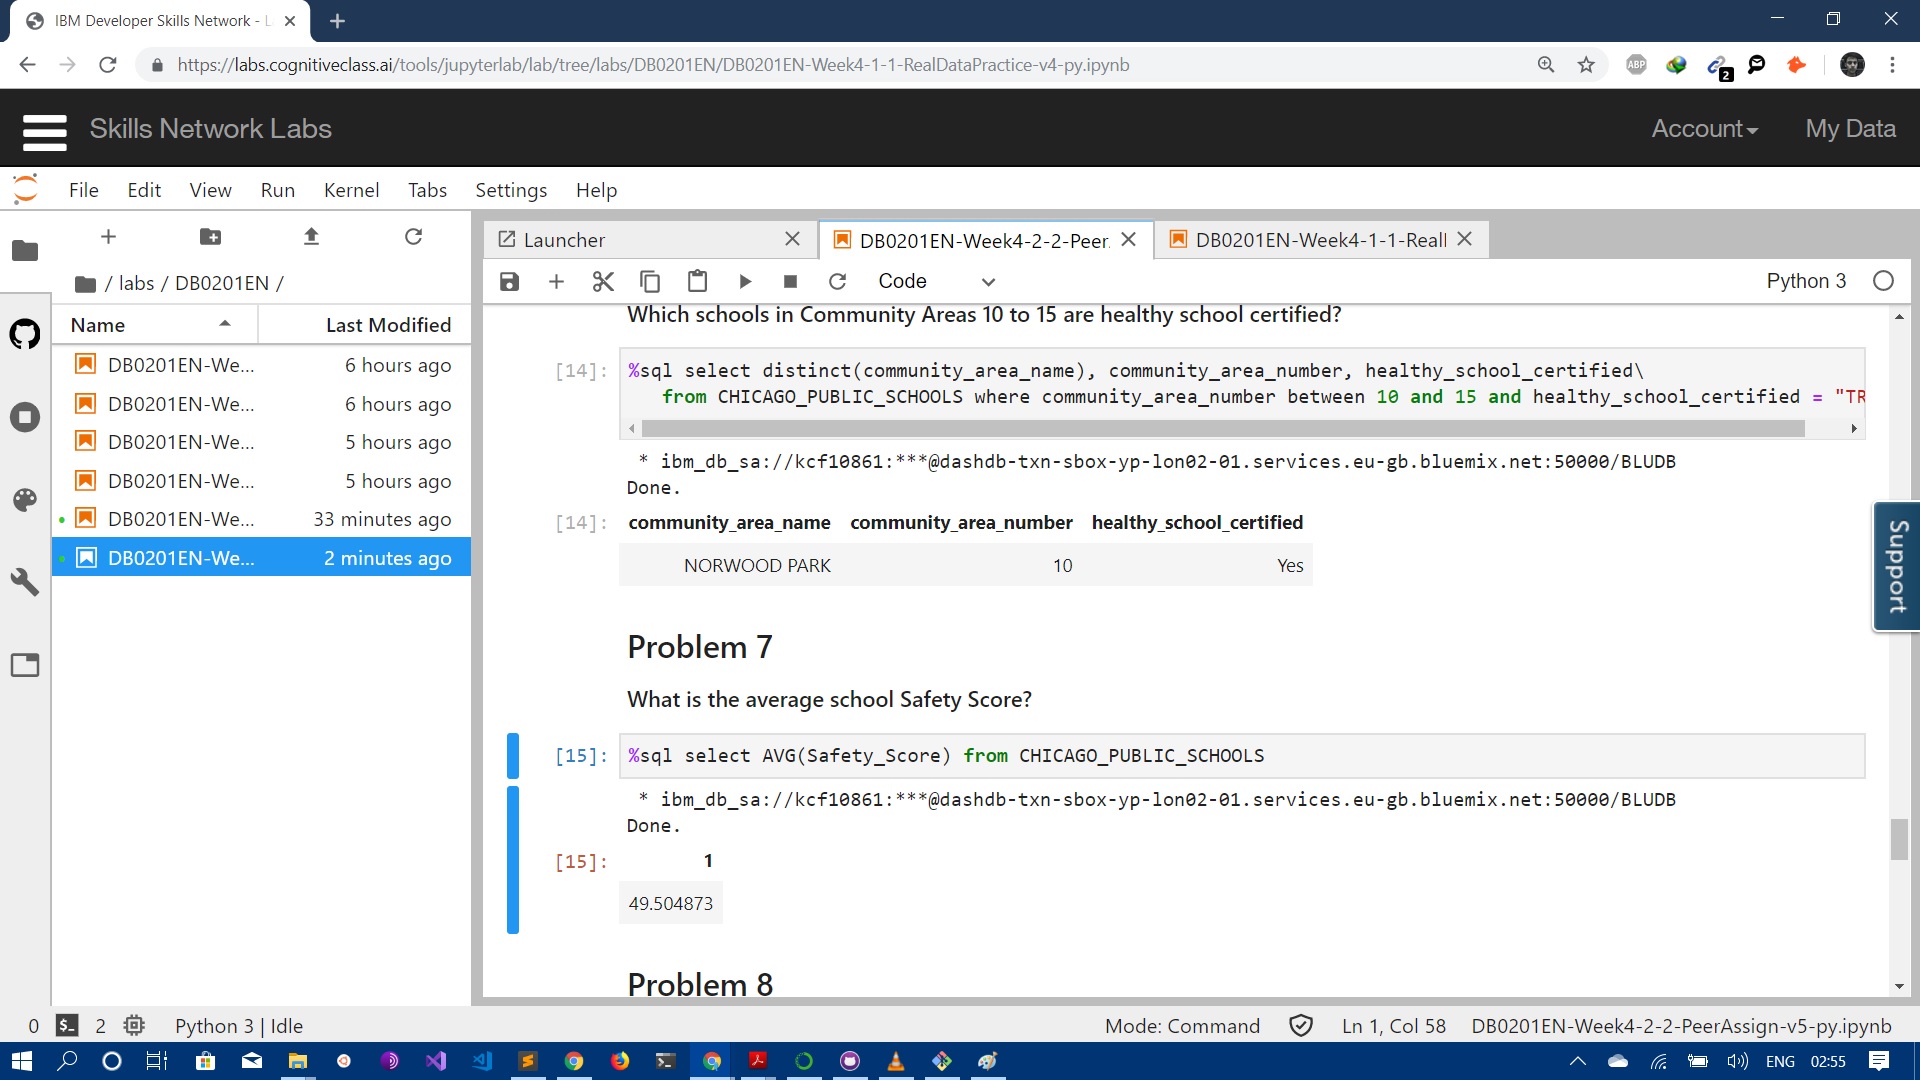 IBM Developer Skills Network - L
https://labs.cognitiveclass.ai/tools/jupyterlab/lab/tree/labs/DB0201EN/DB0201EN-Week4-1-1-RealDataPractice-v4-py.ipynb
ABP
2
Skills Network Labs
Account
My Data
File Edit View Run Kernel Tabs Settings Help
Launcher
DB0201EN-Week4-2-2-Peer
DB0201EN-Week4-1-1-Real
/ labs / DB0201EN /
Code
Python 3
Name Last Modified
DB0201EN-We... 6 hours ago
DB0201EN-We... 6 hours ago
DB0201EN-We... 5 hours ago
DB0201EN-We... 5 hours ago
DB0201EN-We... 33 minutes ago
DB0201EN-We... 2 minutes ago
Which schools in Community Areas 10 to 15 are healthy school certified?
[14]: %sql select distinct(community_area_name), community_area_number, healthy_school_certified\
from CHICAGO_PUBLIC_SCHOOLS where community_area_number between 10 and 15 and healthy_school_certified = "TR
* ibm_db_sa://kcf10861:***@dashdb-txn-sbox-yp-lon02-01.services.eu-gb.bluemix.net:50000/BLUDB
Done.
[14]: community_area_name community_area_number healthy_school_certified
NORWOOD PARK 10 Yes
Problem 7
What is the average school Safety Score?
[15]: %sql select AVG(Safety_Score) from CHICAGO_PUBLIC_SCHOOLS
* ibm_db_sa://kcf10861:***@dashdb-txn-sbox-yp-lon02-01.services.eu-gb.bluemix.net:50000/BLUDB
Done.
[15]: 1
49.504873
Problem 8
Support
0 $_ 2 Python 3 | Idle
Mode: Command Ln 1, Col 58 DB0201EN-Week4-2-2-PeerAssign-v5-py.ipynb
ENG 02:55